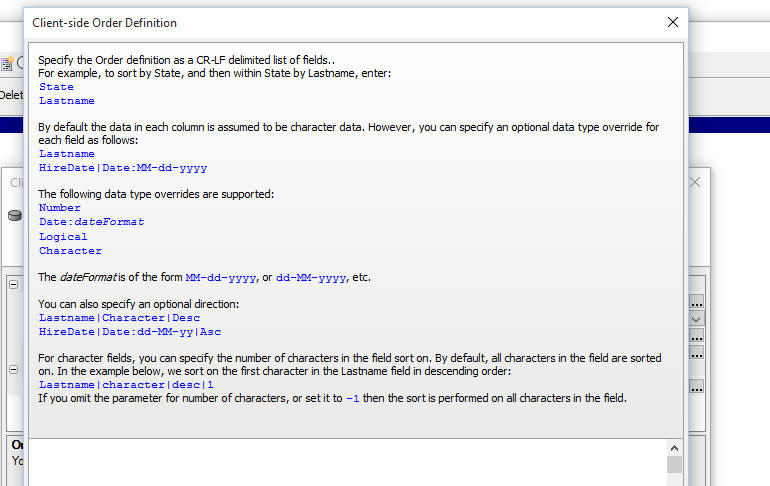 Client-side Order Definition
Specify the Order definition as a CR-LF delimited list of fields..
For example, to sort by State, and then within State by Lastname, enter:
State
Lastname
By default the data in each column is assumed to be character data. However, you can specify an optional data type override for
each field as follows:
Lastname
HireDate|Date:MM-dd-yyyy
The following data type overrides are supported:
Number
Date:dateFormat
Logical
Character
The dateFormat is of the form MM-dd-yyyy, or dd-MM-yyyy, etc.
You can also specify an optional direction:
Lastname|Character|Desc
HireDate|Date:dd-MM-yy|Asc
For character fields, you can specify the number of characters in the field sort on. By default, all characters in the field are sorted
on. In the example below, we sort on the first character in the Lastname field in descending order:
Lastname|character|desc|1
If you omit the parameter for number of characters, or set it to -1 then the sort is performed on all characters in the field.